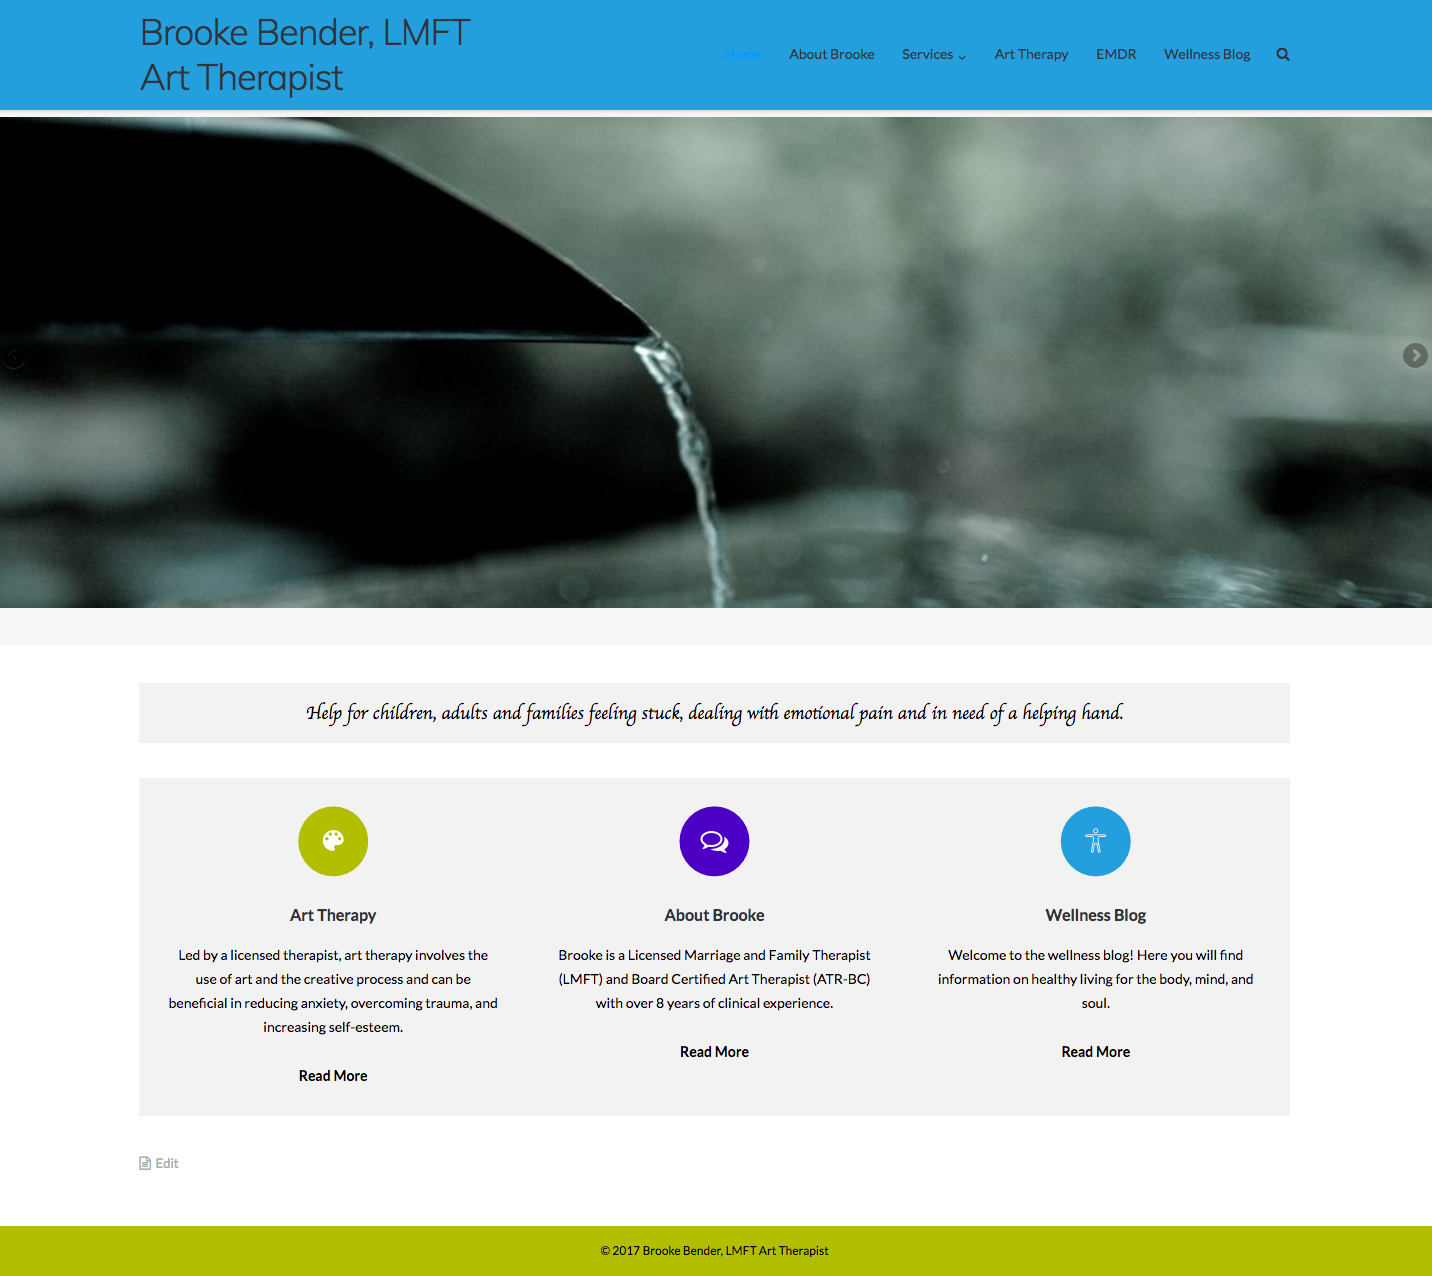 Brooke Bender, LMFT
Art Therapist
Home About Brooke Services Art Therapy EMDR Wellness Blog
Help for children, adults and families feeling stuck, dealing with emotional pain and in need of a helping hand.
Art Therapy
Led by a licensed therapist, art therapy involves the
use of art and the creative process and can be
beneficial in reducing anxiety, overcoming trauma, and
increasing self-esteem.
Read More
About Brooke
Brooke is a Licensed Marriage and Family Therapist
(LMFT) and Board Certified Art Therapist (ATR-BC)
with over 8 years of clinical experience.
Read More
Wellness Blog
Welcome to the wellness blog! Here you will find
information on healthy living for the body, mind, and
soul.
Read More
Edit
© 2017 Brooke Bender, LMFT Art Therapist